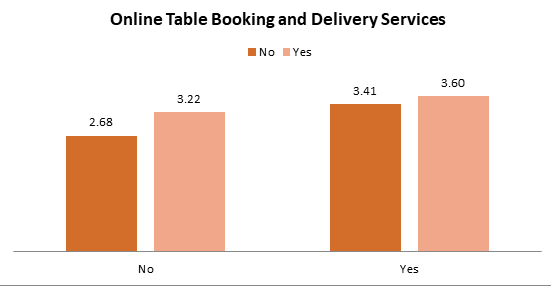 Online Table Booking and Delivery Services
No Yes
2.68
3.22
3.41
3.60
No Yes